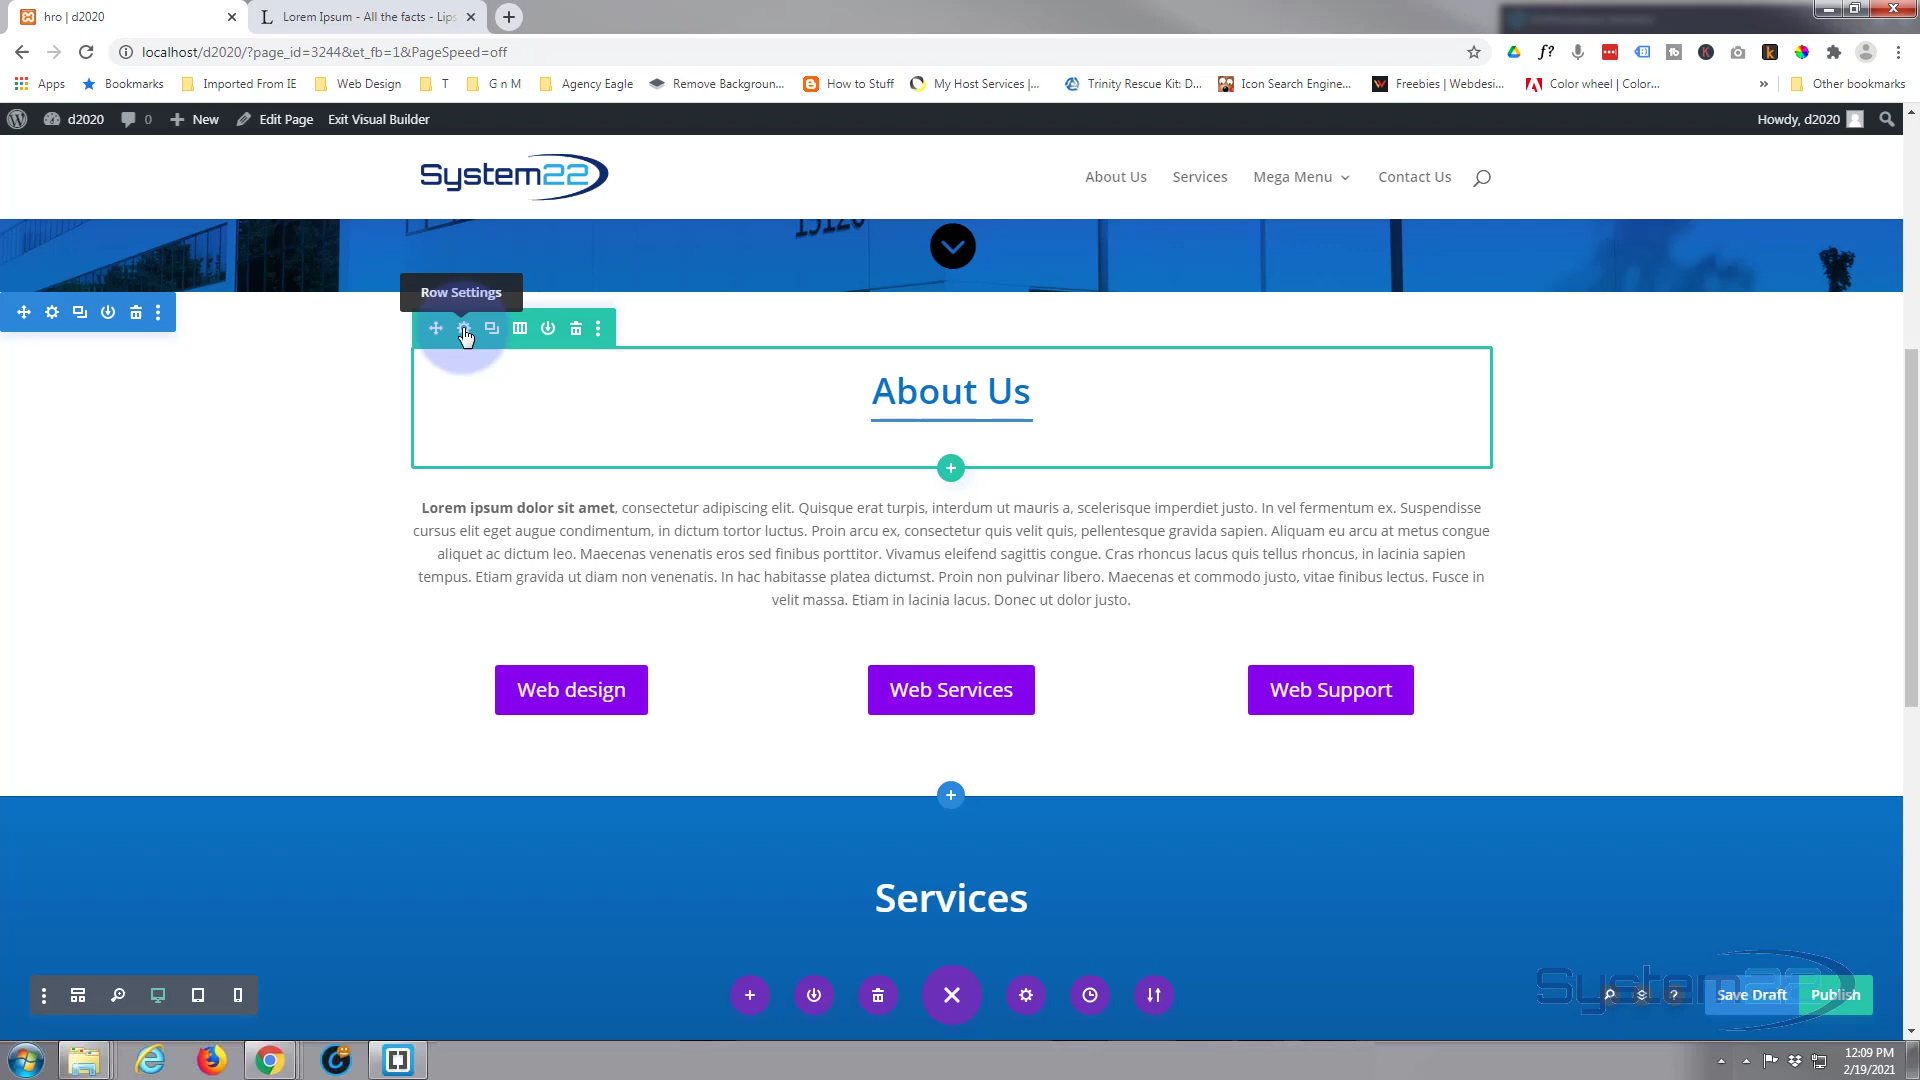 hro | d2020
Lorem Ipsum - All the facts - Lips
localhost/d2020/?page_id=3244&et_fb=1&PageSpeed=off
Apps
Bookmarks
Imported From IE
Web Design
T
G n M
Agency Eagle
Remove Backgroun...
How to Stuff
My Host Services |...
Trinity Rescue Kit: D...
Icon Search Engine...
Freebies | Webdesi...
Color wheel | Color...
»
Other bookmarks
d2020
0
New
Edit Page
Exit Visual Builder
Howdy, d2020
System22
About Us
Services
Mega Menu
Contact Us
15120
Row Settings
About Us
Lorem ipsum dolor sit amet, consectetur adipiscing elit. Quisque erat turpis, interdum ut mauris a, scelerisque imperdiet justo. In vel fermentum ex. Suspendisse
cursus elit eget augue condimentum, in dictum tortor luctus. Proin arcu ex, consectetur quis velit quis, pellentesque gravida sapien. Aliquam eu arcu at metus congue
aliquet ac dictum leo. Maecenas venenatis eros sed finibus porttitor. Vivamus eleifend sagittis congue. Cras rhoncus lacus quis tellus rhoncus, in lacinia sapien
tempus. Etiam gravida ut diam non venenatis. In hac habitasse platea dictumst. Proin non pulvinar libero. Maecenas et commodo justo, vitae finibus lectus. Fusce in
velit massa. Etiam in lacinia lacus. Donec ut dolor justo.
Web design
Web Services
Web Support
Services
System22
?
Save Draft
Publish
12:09 PM
2/19/2021